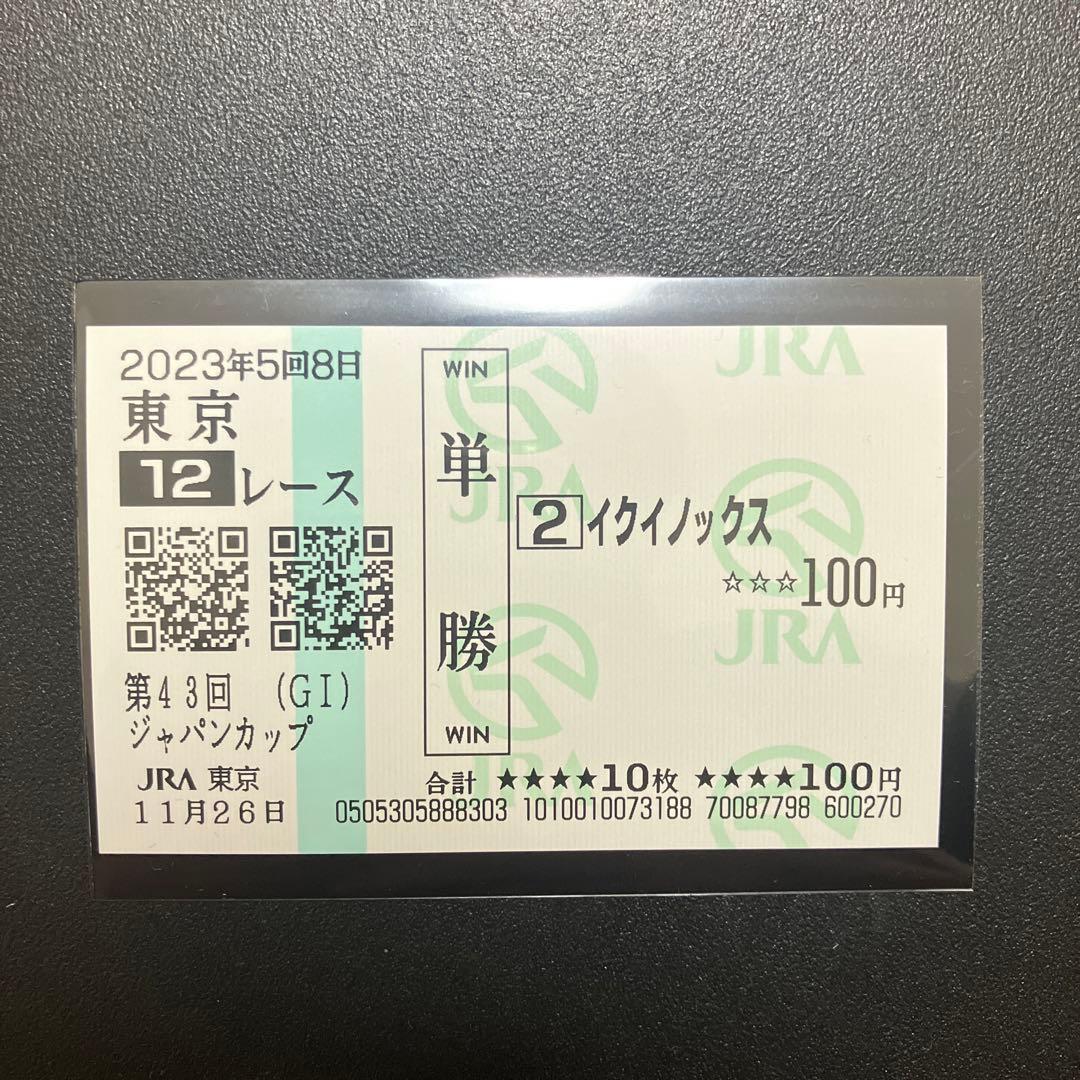 2023年5回8日
東京
12レース
第43回 (GI)
ジャパンカップ
JRA 東京
11月26日
WIN
単勝
WIN
2 イクイノックス
☆☆☆100円
合計 ★★★★10枚 ★★★★100円
0505305888303 1010010073188 70087798 600270
JRA
JRA
JRA
JRA